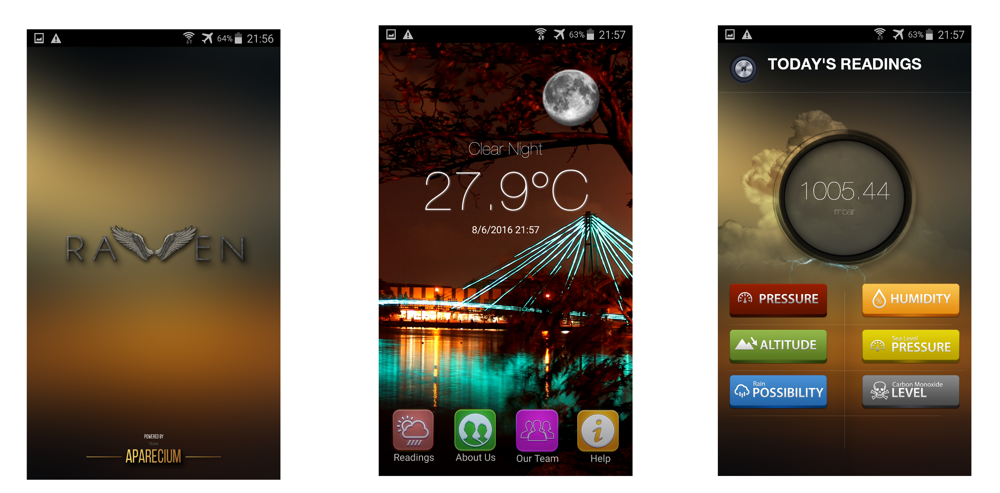 64% 21:56
RAVEN
POWERED BY
TEAM
APARECIUM
63% 21:57
Clear Night
27.9°C
8/6/2016 21:57
Readings
About Us
Our Team
Help
63% 21:57
TODAY'S READINGS
1005.44
mbar
PRESSURE
% HUMIDITY
ALTITUDE
Sea Level
PRESSURE
Rain
POSSIBILITY
Carbon Monoxide
LEVEL